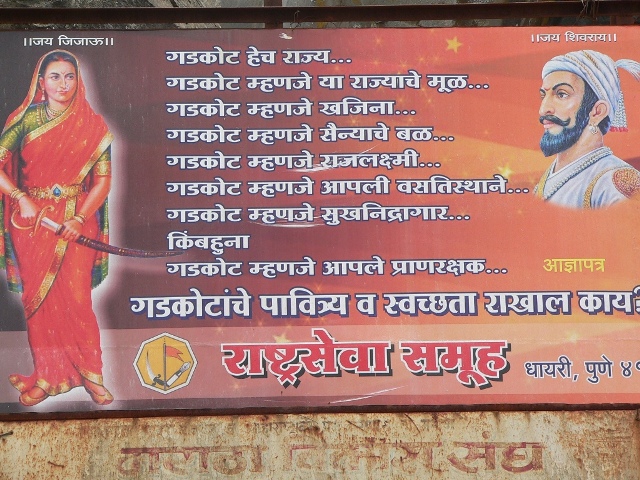 ।।जय जिजाऊ।।
।।जय शिवराय।।
गडकोट हेच राज्य...
गडकोट म्हणजे या राज्याचे मूळ...
गडकोट म्हणजे खजिना...
गडकोट म्हणजे सैन्याचे बळ...
गडकोट म्हणजे राजलक्ष्मी...
गडकोट म्हणजे आपली वसतिस्थाने...
गडकोट म्हणजे सुखनिद्रागार...
किंबहुना
गडकोट म्हणजे आपले प्राणरक्षक...
आज्ञापत्र
गडकोटांचे पावित्र्य व स्वच्छता राखाल काय?
राष्ट्रसेवा समूह
धायरी, पुणे ४१
संघ